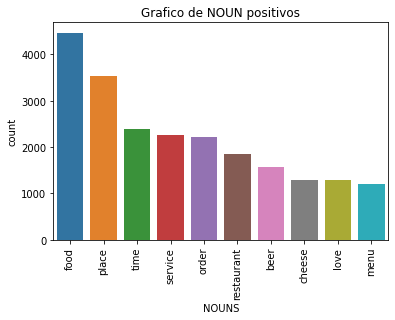 Grafico de NOUN positivos
count
4000
3000
2000
1000
0
food
place
time
service
order
restaurant
beer
cheese
love
menu
NOUNS